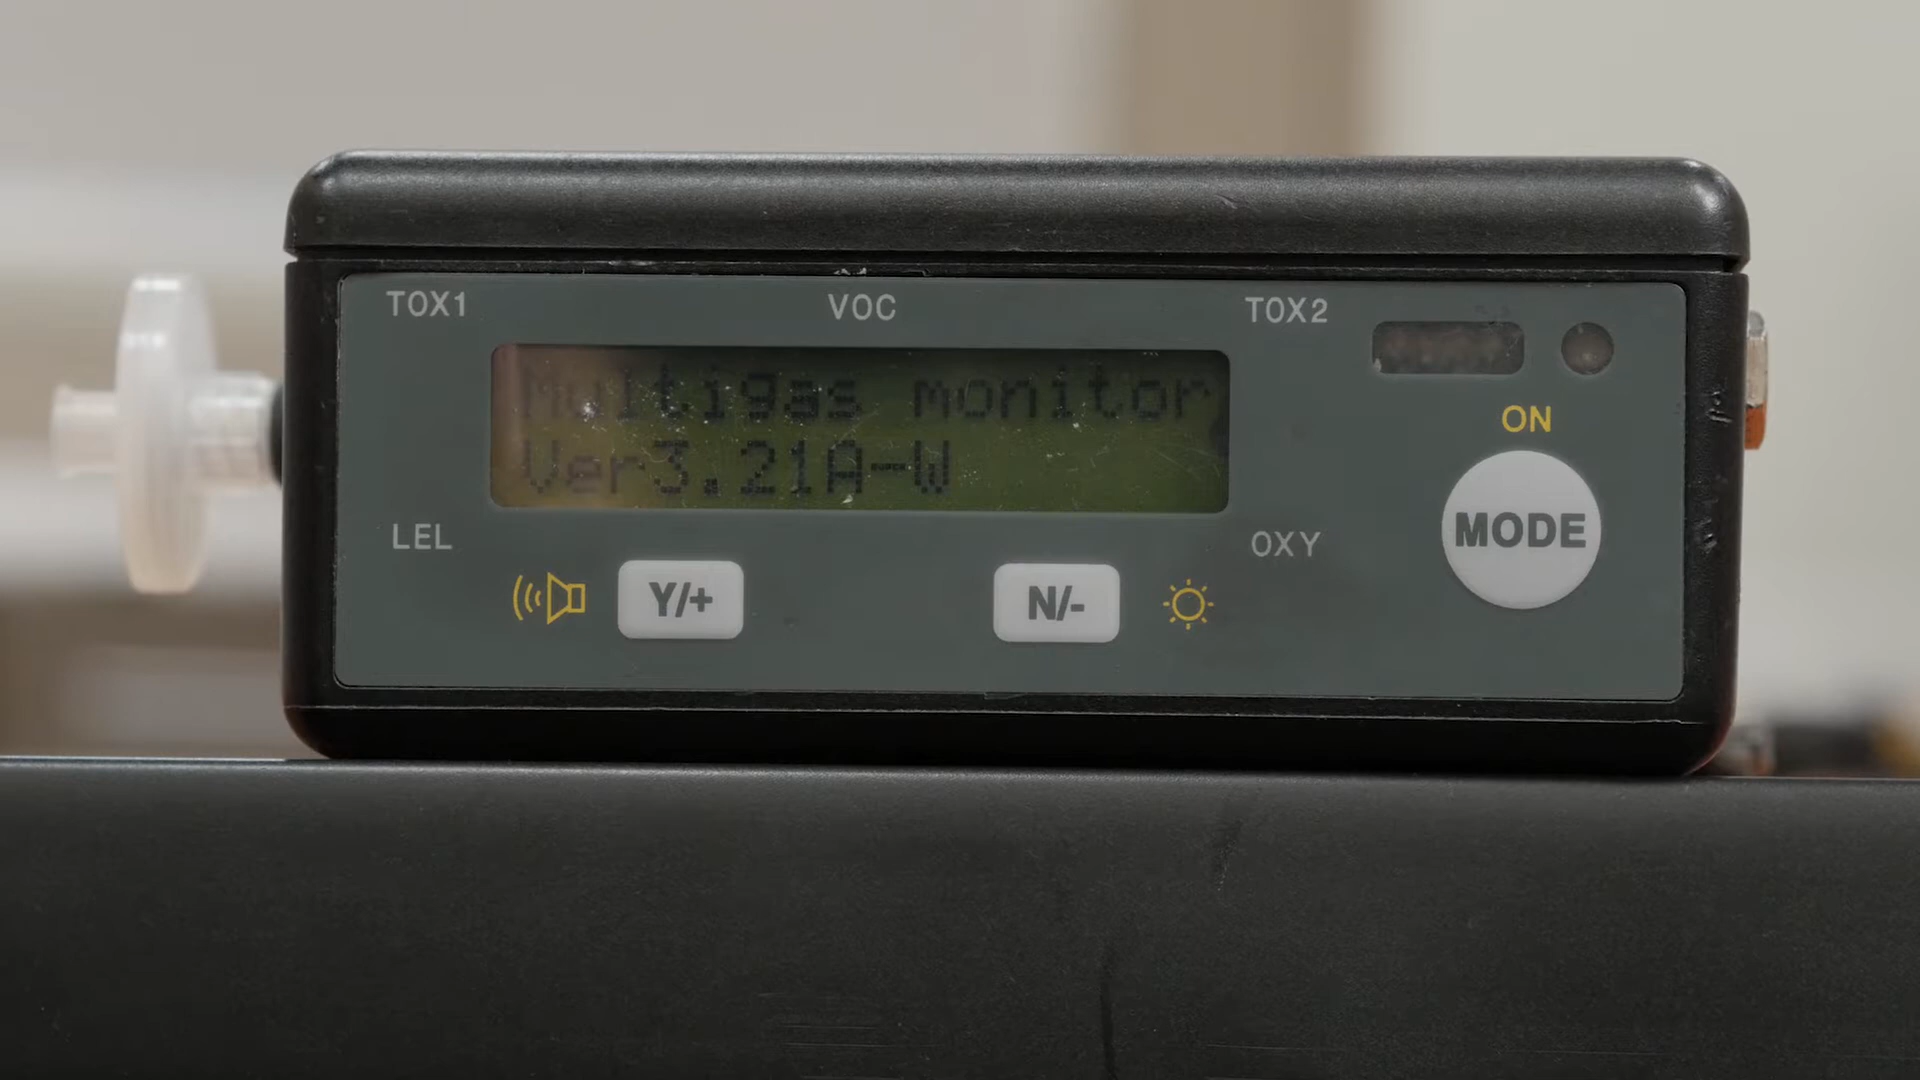 TOX1 VOC TOX2
Multigas monitor
Ver3.21A-W
ON
MODE
LEL OXY
Y/+ N/-